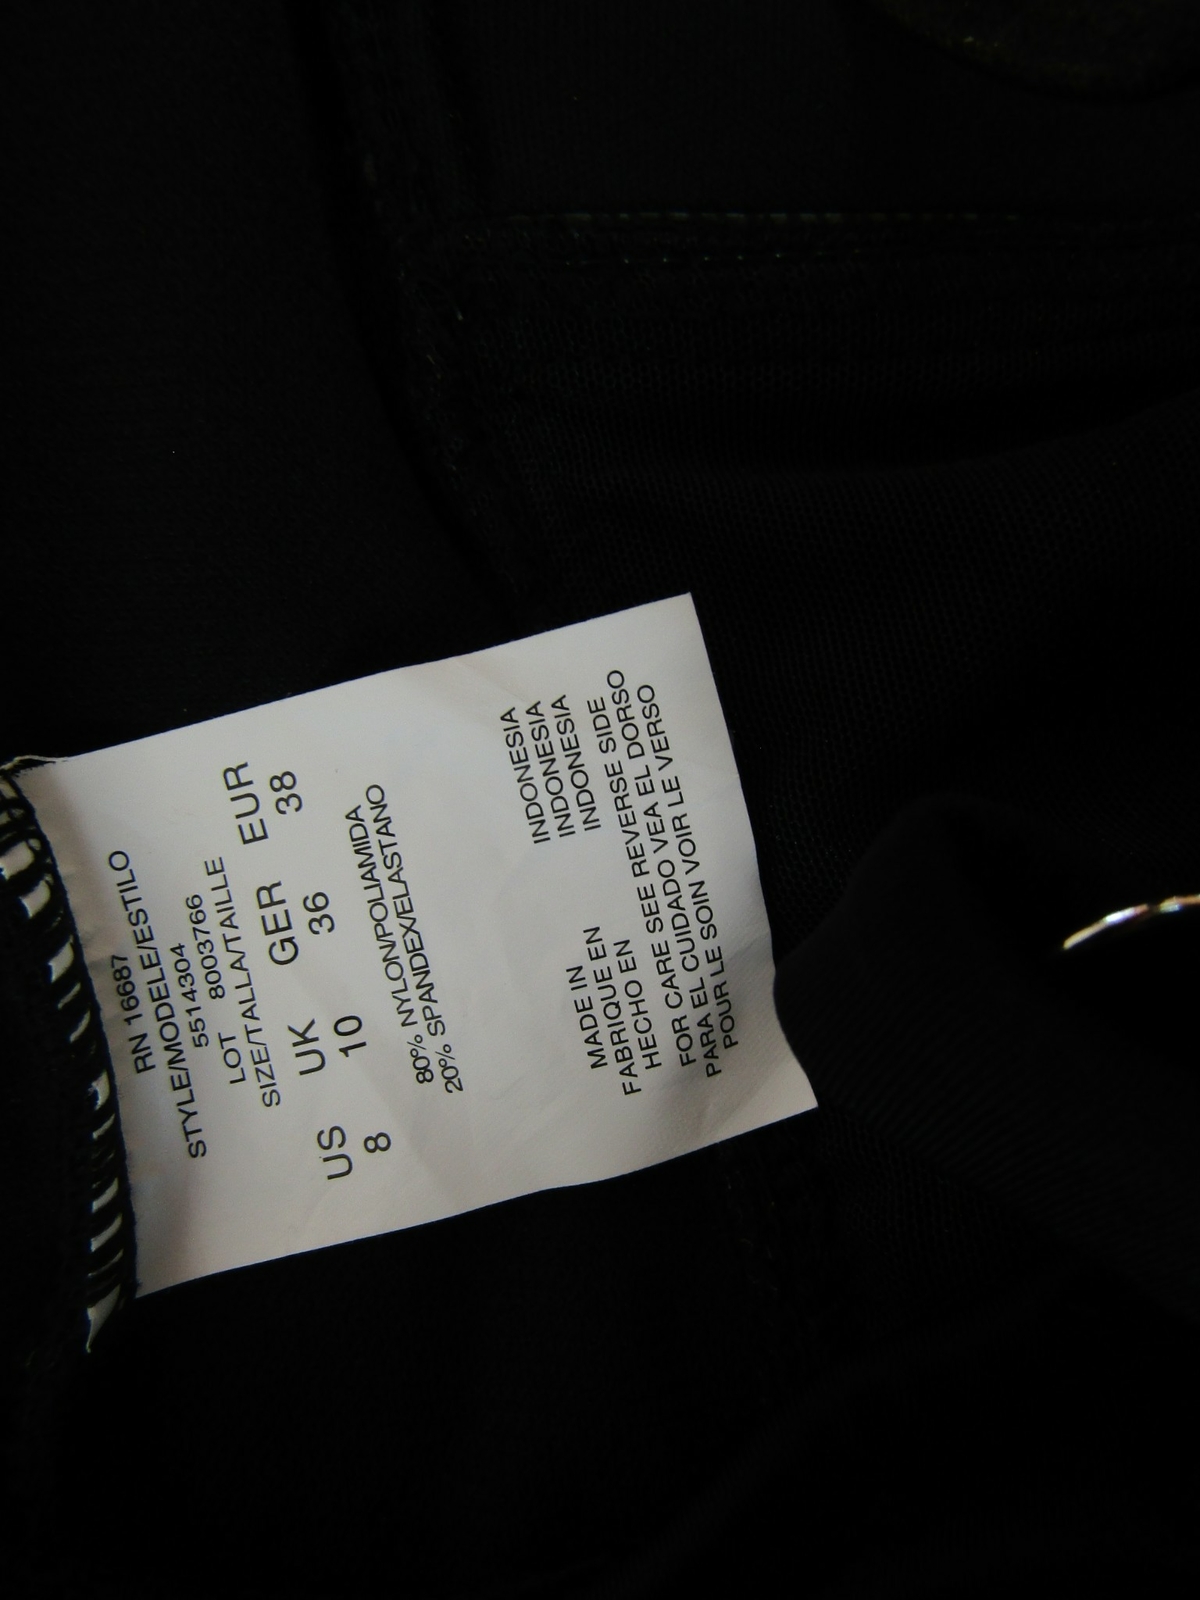 RN 16687
STYLE/MODELE/ESTILO
5514304
LOT 8003766
SIZE/TALLA/TAILLE
US UK GER EUR
8 10 36 38
80% NYLON/POLIAMIDA
20% SPANDEX/ELASTANO
MADE IN INDONESIA
FABRIQUE EN INDONESIA
HECHO EN INDONESIA
FOR CARE SEE REVERSE SIDE
PARA EL CUIDADO VEA EL DORSO
POUR LE SOIN VOIR LE VERSO